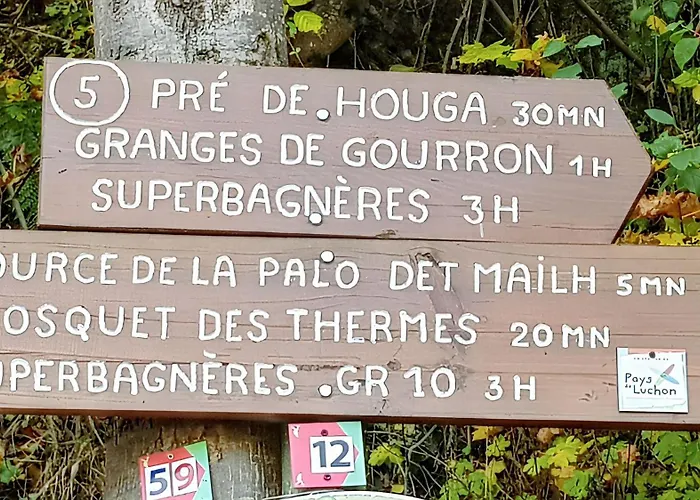 5 PRÉ DE HOUGA 30MN
GRANGES DE GOURRON 1H
SUPERBAGNÈRES 3H
OURCE DE LA PALO DET MAILH 5MN
OSQUET DES THERMES 20MN
UPERBAGNÈRES . GR 10 3H
Pays
de Luchon
59
12